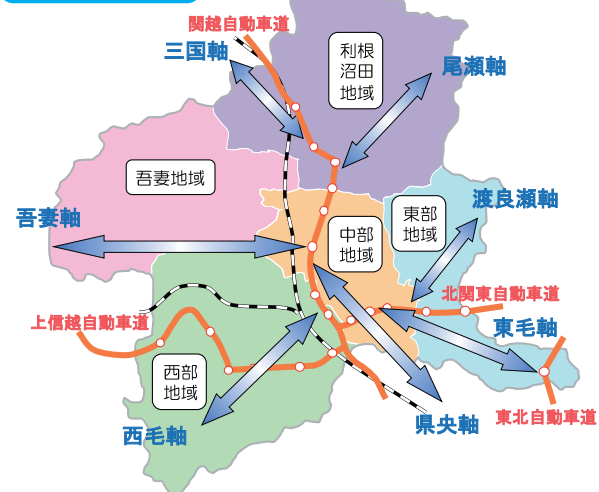 関越自動車道
三国軸
利根
沼田
地域
尾瀬軸
吾妻地域
渡良瀬軸
東部
地域
吾妻軸
中部
地域
北関東自動車道
上信越自動車道
東毛軸
西部
地域
県央軸
東北自動車道
西毛軸